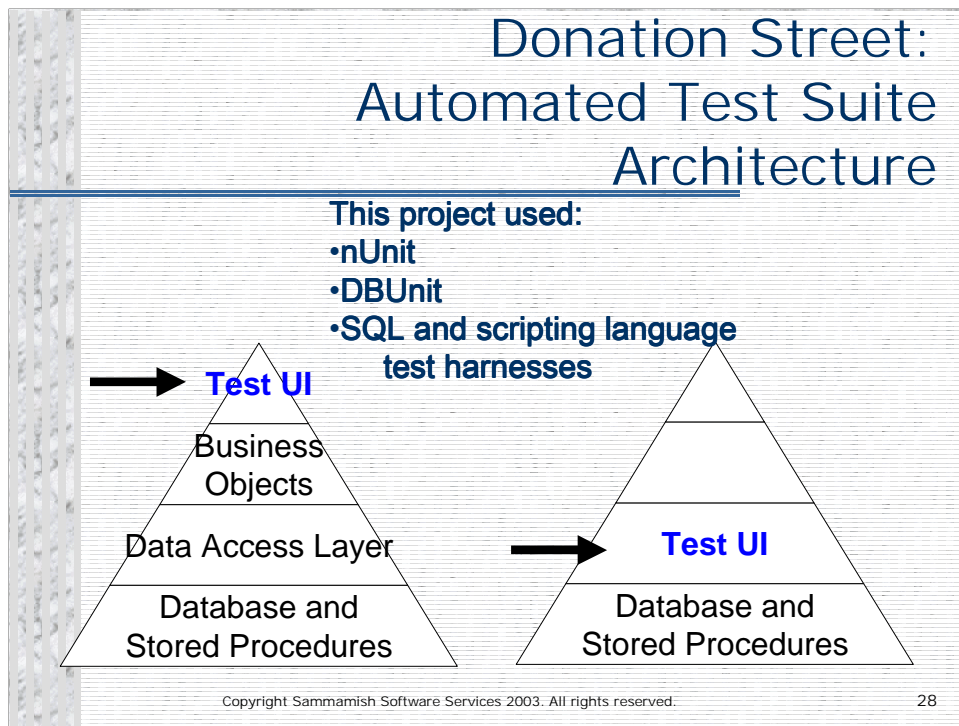 Donation Street:
Automated Test Suite
Architecture
This project used:
•nUnit
•DBUnit
•SQL and scripting language
test harnesses
Test UI
Business
Objects
Data Access Layer
Database and
Stored Procedures
Test UI
Database and
Stored Procedures
Copyright Sammamish Software Services 2003. All rights reserved.
28